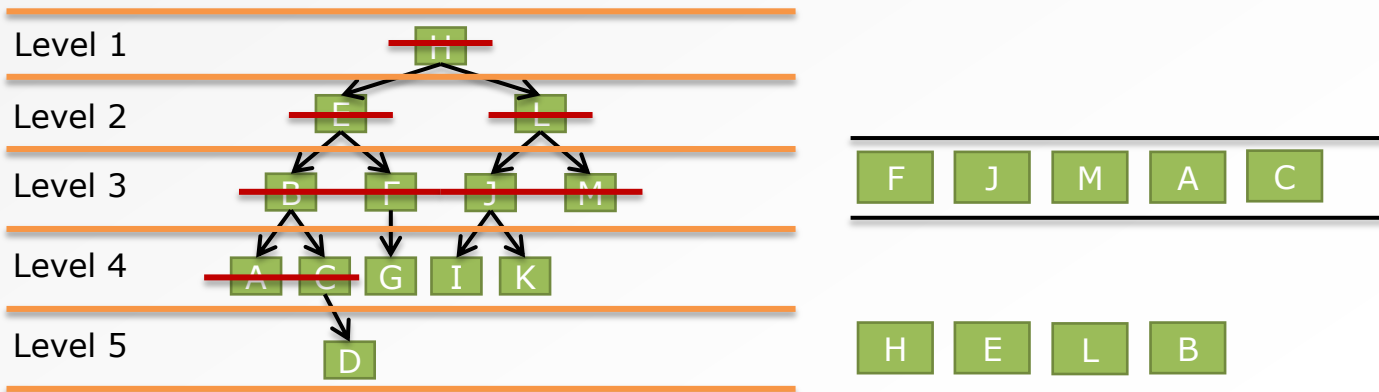 Level 1
H
Level 2
E L
Level 3
B F J M
F J M A C
Level 4
A C G I K
Level 5
D
H E L B